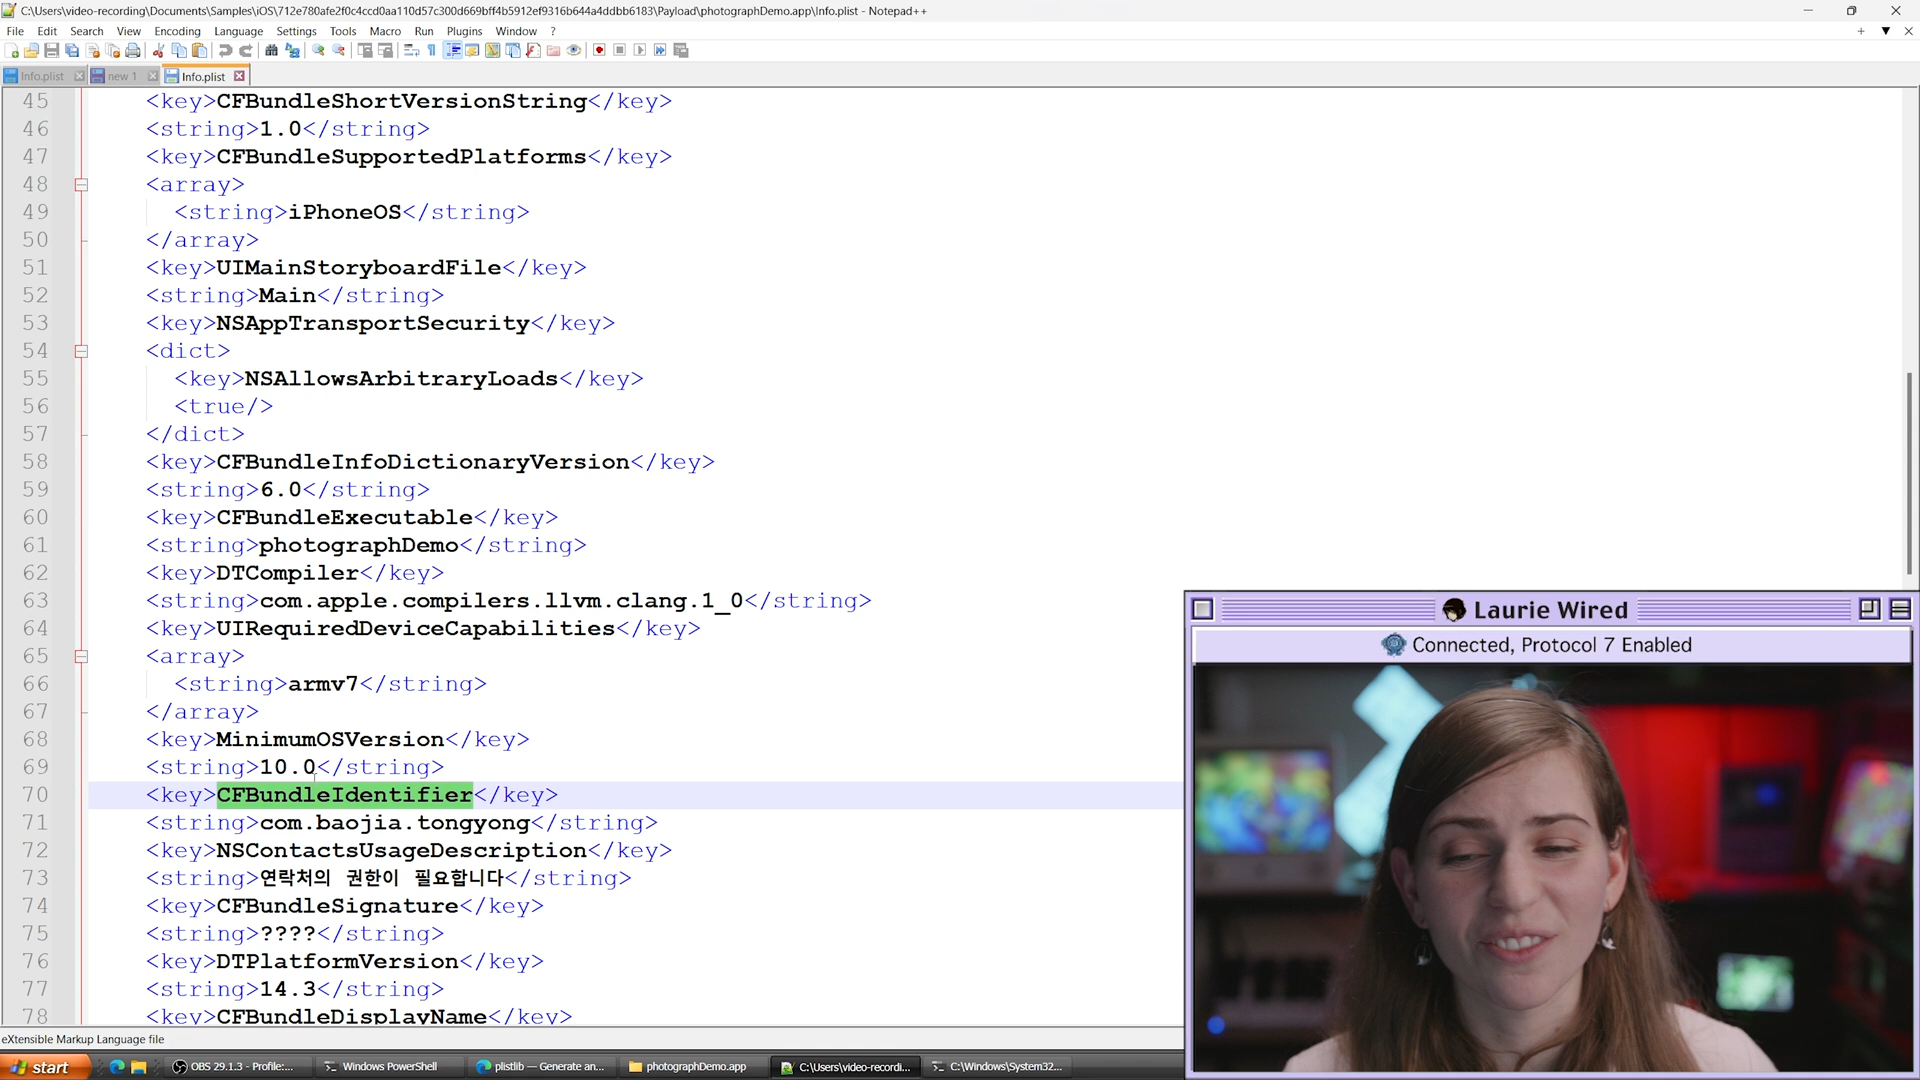 C:\Users\video-recording\Documents\Samples\iOS\712e780afe2f0c4ccd0aa110d57c300d669bff4b5912ef9316b644a4ddbb6183\Payload\photographDemo.app\Info.plist - Notepad++
File Edit Search View Encoding Language Settings Tools Macro Run Plugins Window ?
Info.plist new 1 Info.plist
45 <key>CFBundleShortVersionString</key>
46 <string>1.0</string>
47 <key>CFBundleSupportedPlatforms</key>
48 <array>
49 <string>iPhoneOS</string>
50 </array>
51 <key>UIMainStoryboardFile</key>
52 <string>Main</string>
53 <key>NSAppTransportSecurity</key>
54 <dict>
55 <key>NSAllowsArbitraryLoads</key>
56 <true/>
57 </dict>
58 <key>CFBundleInfoDictionaryVersion</key>
59 <string>6.0</string>
60 <key>CFBundleExecutable</key>
61 <string>photographDemo</string>
62 <key>DTCompiler</key>
63 <string>com.apple.compilers.llvm.clang.1_0</string>
64 <key>UIRequiredDeviceCapabilities</key>
65 <array>
66 <string>armv7</string>
67 </array>
68 <key>MinimumOSVersion</key>
69 <string>10.0</string>
70 <key>CFBundleIdentifier</key>
71 <string>com.baojia.tongyong</string>
72 <key>NSContactsUsageDescription</key>
73 <string>연락처의 권한이 필요합니다</string>
74 <key>CFBundleSignature</key>
75 <string>????</string>
76 <key>DTPlatformVersion</key>
77 <string>14.3</string>
78 <key>CFBundleDisplayName</key>
Laurie Wired
Connected, Protocol 7 Enabled
eXtensible Markup Language file
start OBS 29.1.3 - Profile:... Windows PowerShell plistlib — Generate an... photographDemo.app C:\Users\video-recordi... C:\Windows\System32...